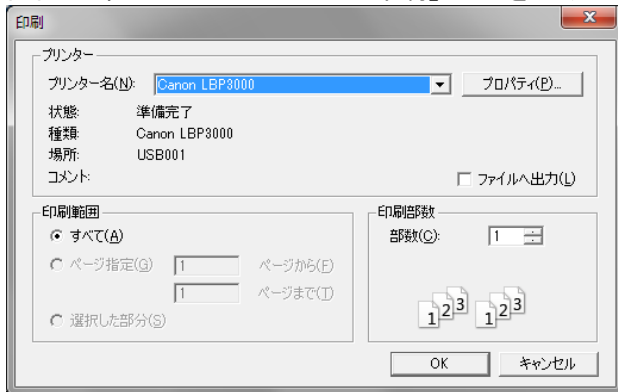 印刷
プリンター
プリンター名(N): Canon LBP3000 プロパティ(P)...
状態: 準備完了
種類: Canon LBP3000
場所: USB001
コメント:
ファイルへ出力(L)
印刷範囲
すべて(A)
ページ指定(G) 1 ページから(F)
1 ページまで(T)
選択した部分(S)
印刷部数
部数(C): 1
1 2 3 1 2 3
OK キャンセル